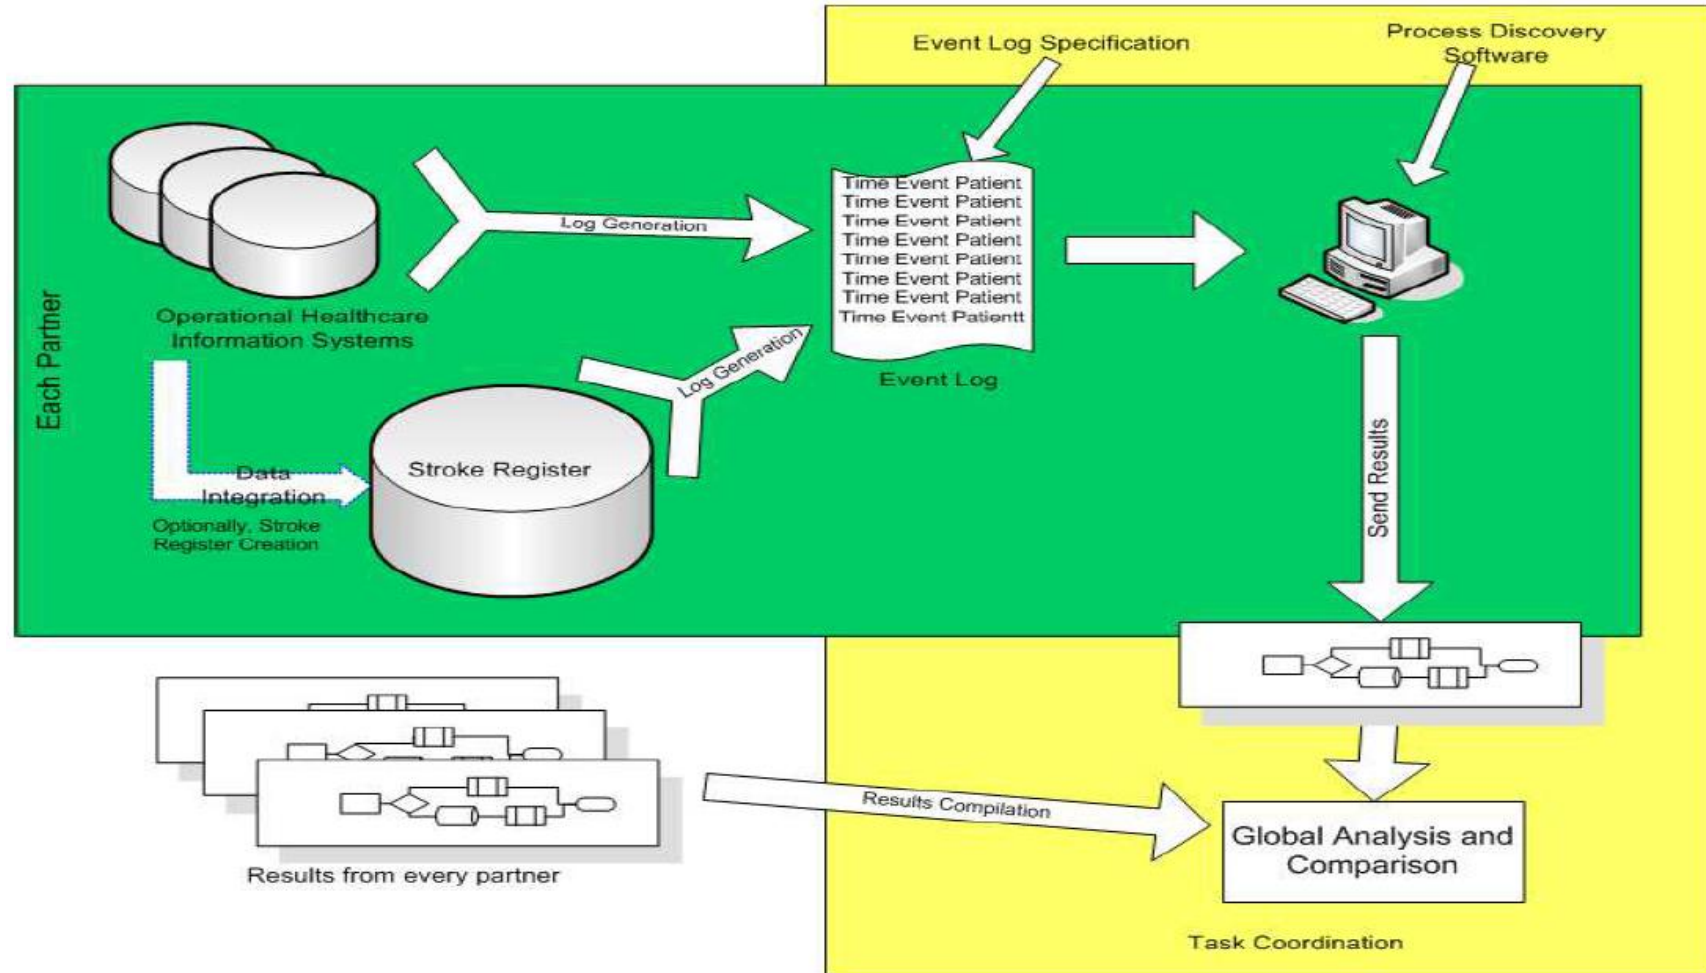 Event Log Specification
Process Discovery
Software
Time Event Patient
Time Event Patient
Time Event Patient
Time Event Patient
Time Event Patient
Time Event Patient
Time Event Patient
Time Event Patientt
Event Log
Log Generation
Operational Healthcare
Information Systems
Each Partner
Log Generation
Stroke Register
Data
Integration
Optionally, Stroke
Register Creation
Send Results
Results Compilation
Results from every partner
Global Analysis and
Comparison
Task Coordination